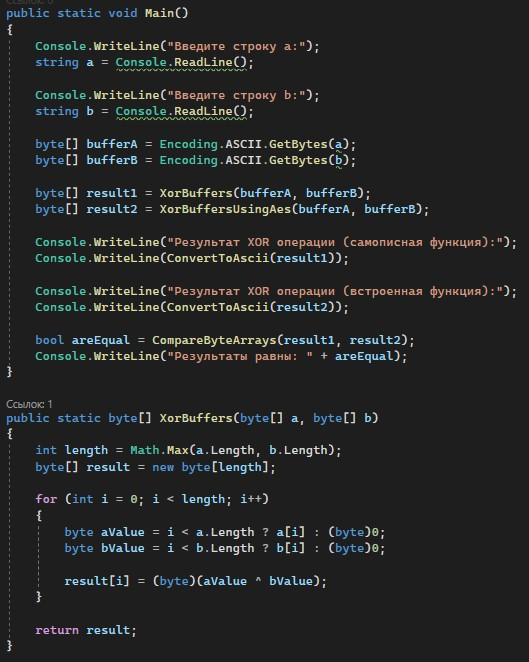 Ссылок: 0
public static void Main()
{
Console.WriteLine("Введите строку a:");
string a = Console.ReadLine();
Console.WriteLine("Введите строку b:");
string b = Console.ReadLine();
byte[] bufferA = Encoding.ASCII.GetBytes(a);
byte[] bufferB = Encoding.ASCII.GetBytes(b);
byte[] result1 = XorBuffers(bufferA, bufferB);
byte[] result2 = XorBuffersUsingAes(bufferA, bufferB);
Console.WriteLine("Результат XOR операции (самописная функция):");
Console.WriteLine(ConvertToAscii(result1));
Console.WriteLine("Результат XOR операции (встроенная функция):");
Console.WriteLine(ConvertToAscii(result2));
bool areEqual = CompareByteArrays(result1, result2);
Console.WriteLine("Результаты равны: " + areEqual);
}
Ссылок: 1
public static byte[] XorBuffers(byte[] a, byte[] b)
{
int length = Math.Max(a.Length, b.Length);
byte[] result = new byte[length];
for (int i = 0; i < length; i++)
{
byte aValue = i < a.Length ? a[i] : (byte)0;
byte bValue = i < b.Length ? b[i] : (byte)0;
result[i] = (byte)(aValue ^ bValue);
}
return result;
}